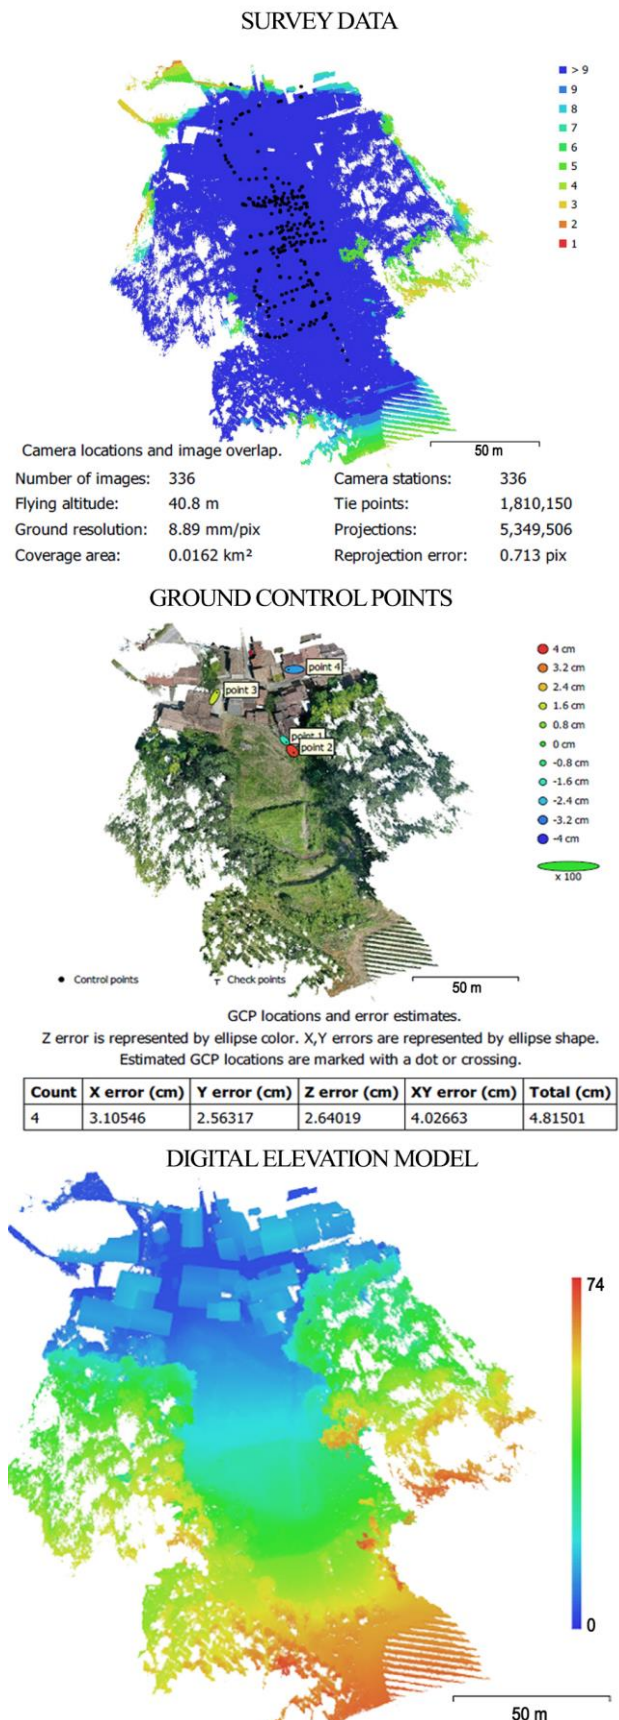 SURVEY DATA
> 9
9
8
7
6
5
4
3
2
1
50 m
Camera locations and image overlap.
Number of images: 336 Camera stations: 336
Flying altitude: 40.8 m Tie points: 1,810,150
Ground resolution: 8.89 mm/pix Projections: 5,349,506
Coverage area: 0.0162 km² Reprojection error: 0.713 pix
GROUND CONTROL POINTS
4 cm
3.2 cm
2.4 cm
1.6 cm
0.8 cm
0 cm
-0.8 cm
-1.6 cm
-2.4 cm
-3.2 cm
-4 cm
x 100
point 4
point 3
point 1
point 2
Control points Check points
50 m
GCP locations and error estimates.
Z error is represented by ellipse color. X,Y errors are represented by ellipse shape.
Estimated GCP locations are marked with a dot or crossing.
Count X error (cm) Y error (cm) Z error (cm) XY error (cm) Total (cm)
4 3.10546 2.56317 2.64019 4.02663 4.81501
DIGITAL ELEVATION MODEL
74
0
50 m